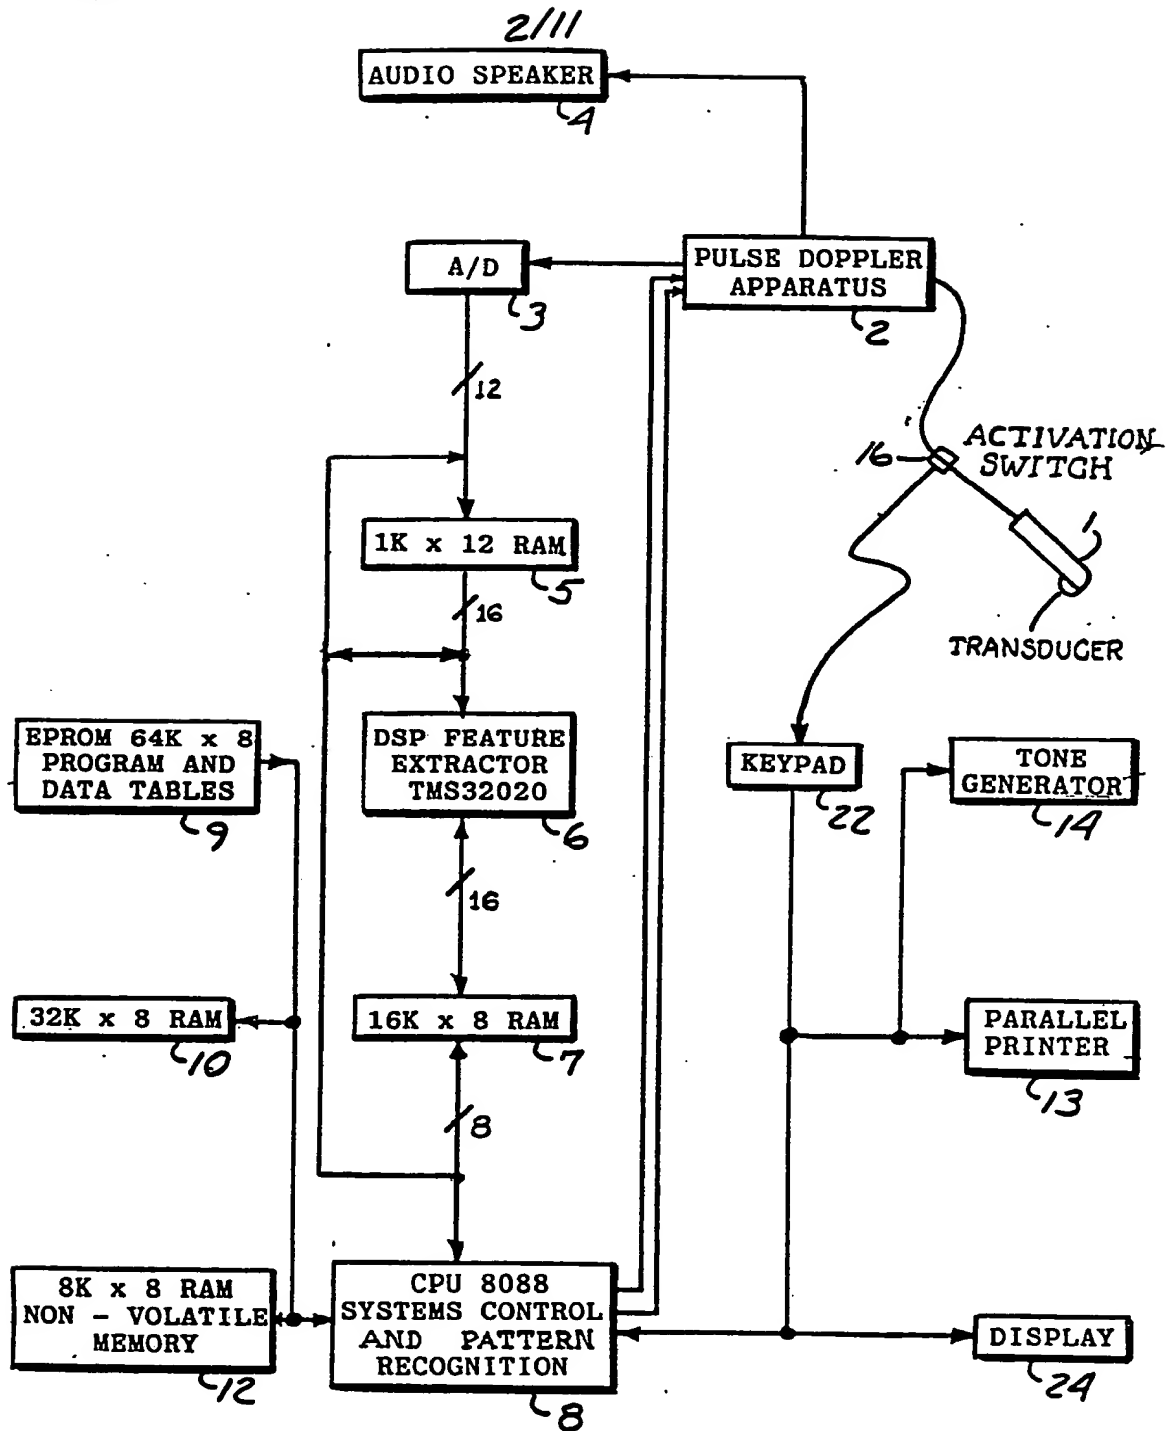 2/11
AUDIO SPEAKER
4
A/D
3
PULSE DOPPLER
APPARATUS
2
12
16
ACTIVATION
SWITCH
1
TRANSDUCER
1K x 12 RAM
5
16
EPROM 64K x 8
PROGRAM AND
DATA TABLES
9
DSP FEATURE
EXTRACTOR
TMS32020
6
KEYPAD
22
TONE
GENERATOR
14
16
32K x 8 RAM
10
16K x 8 RAM
7
PARALLEL
PRINTER
13
8
8K x 8 RAM
NON - VOLATILE
MEMORY
12
CPU 8088
SYSTEMS CONTROL
AND PATTERN
RECOGNITION
8
DISPLAY
24